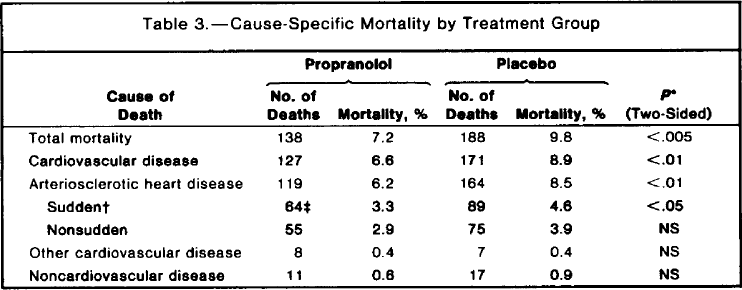 Table 3.—Cause-Specific Mortality by Treatment Group
Propranolol Placebo
Cause of No. of No. of P*
Death Deaths Mortality, % Deaths Mortality, % (Two-Sided)
Total mortality 138 7.2 188 9.8 <.005
Cardiovascular disease 127 6.6 171 8.9 <.01
Arteriosclerotic heart disease 119 6.2 164 8.5 <.01
Sudden† 64‡ 3.3 89 4.6 <.05
Nonsudden 55 2.9 75 3.9 NS
Other cardiovascular disease 8 0.4 7 0.4 NS
Noncardiovascular disease 11 0.6 17 0.9 NS